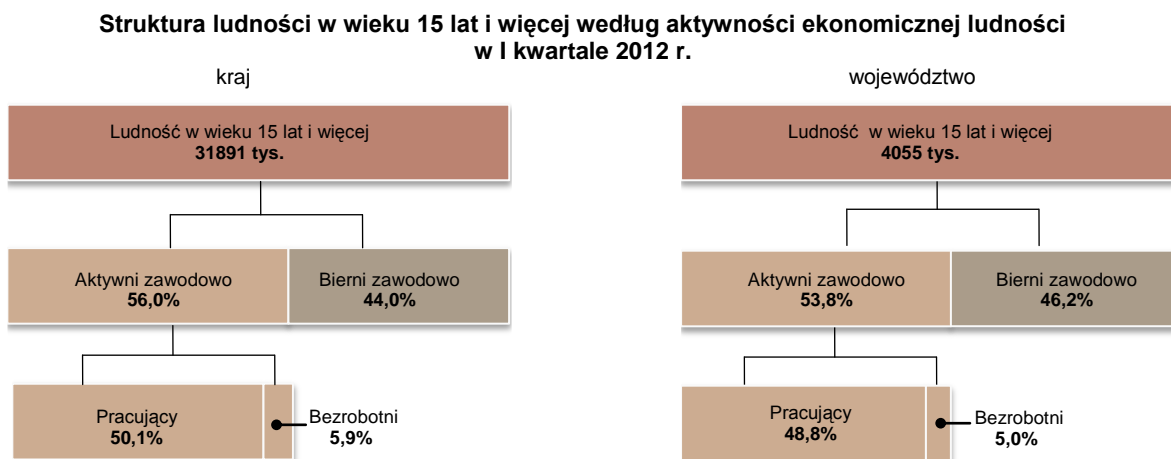 Struktura ludności w wieku 15 lat i więcej według aktywności ekonomicznej ludności
w I kwartale 2012 r.
kraj
województwo
Ludność w wieku 15 lat i więcej
31891 tys.
Ludność w wieku 15 lat i więcej
4055 tys.
Aktywni zawodowo
56,0%
Bierni zawodowo
44,0%
Aktywni zawodowo
53,8%
Bierni zawodowo
46,2%
Pracujący
50,1%
Bezrobotni
5,9%
Pracujący
48,8%
Bezrobotni
5,0%